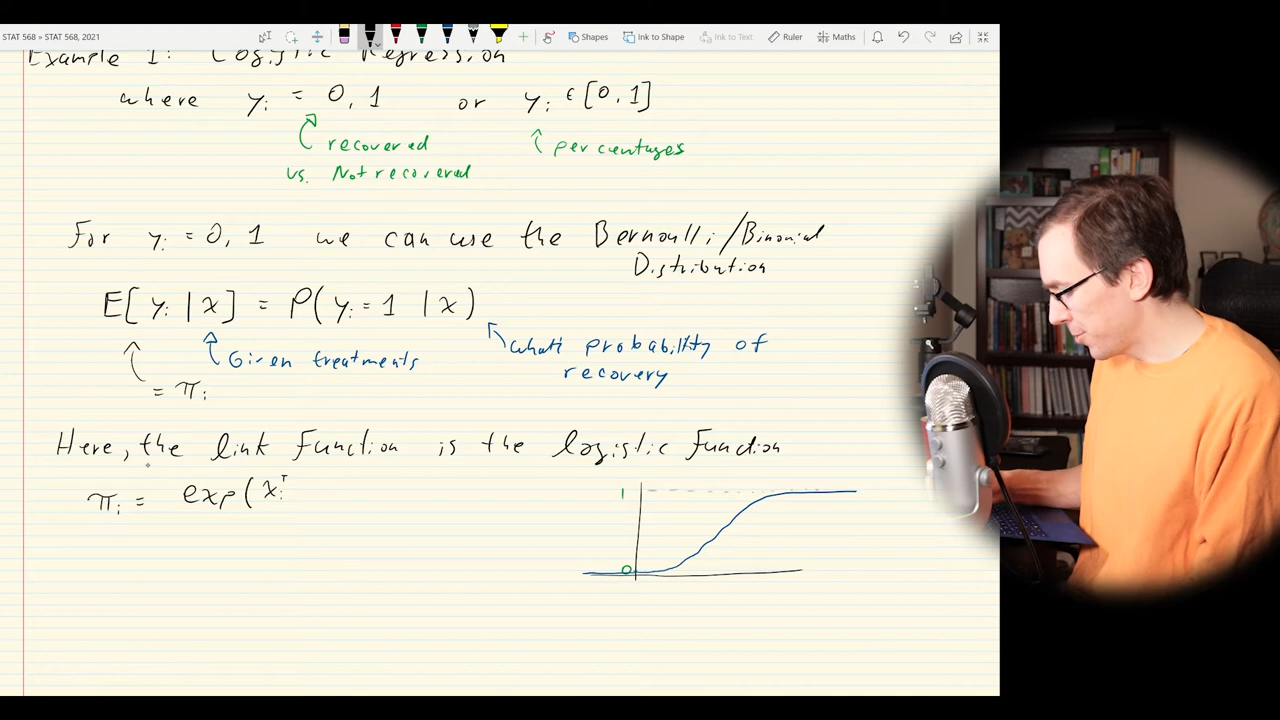 STAT 568 » STAT 568, 2021
Shapes
Ink to Shape
Ink to Text
Ruler
Maths
Example 1: Logistic Regression
where yi = 0, 1 or yi ∈ [0, 1]
recovered
vs. Not recovered
percentages
For yi = 0, 1 we can use the Bernoulli/Binomial
Distribution
E[ yi | x ] = P( yi = 1 | x )
Given treatments
what probability of
recovery
= πi
Here, the link function is the logistic function
πi = exp( xiᵀ
1
0